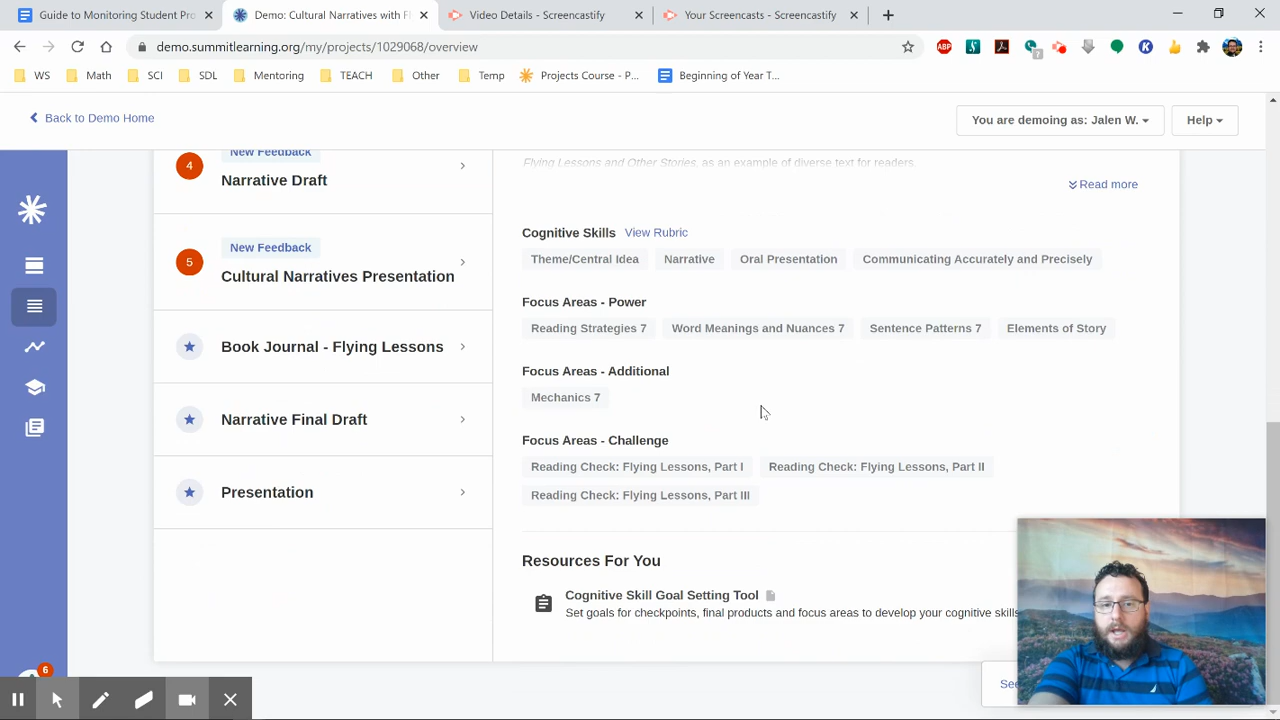 Guide to Monitoring Student Pr
Demo: Cultural Narratives with F
Video Details - Screencastify
Your Screencasts - Screencastify
demo.summitlearning.org/my/projects/1029068/overview
ABP
WS
Math
SCI
SDL
Mentoring
TEACH
Other
Temp
Projects Course - P...
Beginning of Year T...
Back to Demo Home
You are demoing as: Jalen W.
Help
4
New Feedback
Narrative Draft
5
New Feedback
Cultural Narratives Presentation
Book Journal - Flying Lessons
Narrative Final Draft
Presentation
Flying Lessons and Other Stories, as an example of diverse text for readers
Read more
Cognitive Skills View Rubric
Theme/Central Idea Narrative Oral Presentation Communicating Accurately and Precisely
Focus Areas - Power
Reading Strategies 7 Word Meanings and Nuances 7 Sentence Patterns 7 Elements of Story
Focus Areas - Additional
Mechanics 7
Focus Areas - Challenge
Reading Check: Flying Lessons, Part I Reading Check: Flying Lessons, Part II
Reading Check: Flying Lessons, Part III
Resources For You
Cognitive Skill Goal Setting Tool
Set goals for checkpoints, final products and focus areas to develop your cognitive skills
See
6